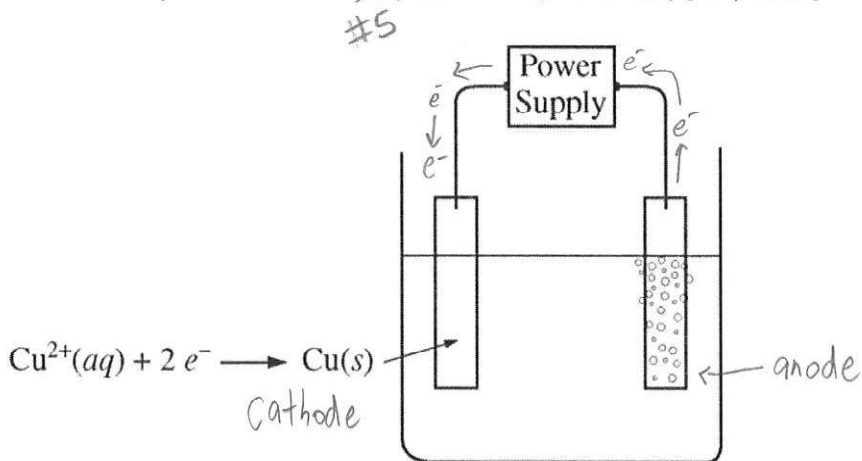 #5
Power
Supply
e⁻
e⁻
e⁻
e⁻
Cu²⁺(aq) + 2 e⁻ ⟶ Cu(s)
Cathode
anode